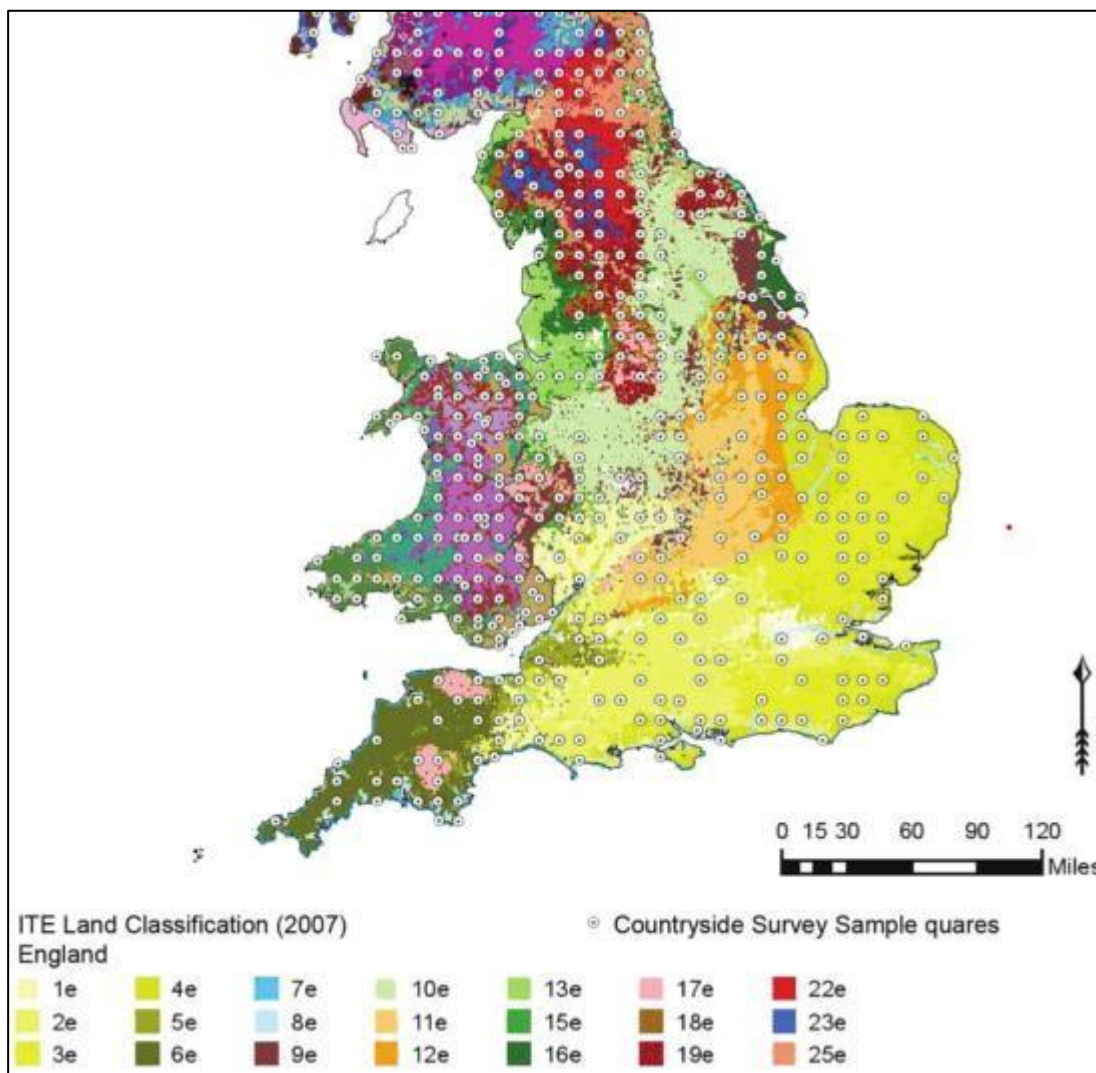 0 15 30 60 90 120
Miles
ITE Land Classification (2007)
Countryside Survey Sample quares
England
1e 4e 7e 10e 13e 17e 22e
2e 5e 8e 11e 15e 18e 23e
3e 6e 9e 12e 16e 19e 25e